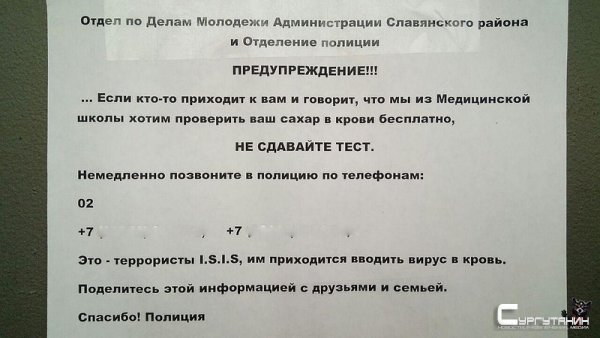 Отдел по Делам Молодежи Администрации Славянского района
и Отделение полиции
ПРЕДУПРЕЖДЕНИЕ!!!
... Если кто-то приходит к вам и говорит, что мы из Медицинской
школы хотим проверить ваш сахар в крови бесплатно,
НЕ СДАВАЙТЕ ТЕСТ.
Немедленно позвоните в полицию по телефонам:
02
+7 , +7 ,
Это - террористы I.S.I.S, им приходится вводить вирус в кровь.
Поделитесь этой информацией с друзьями и семьей.
Спасибо! Полиция
СУРГУТЯНИН